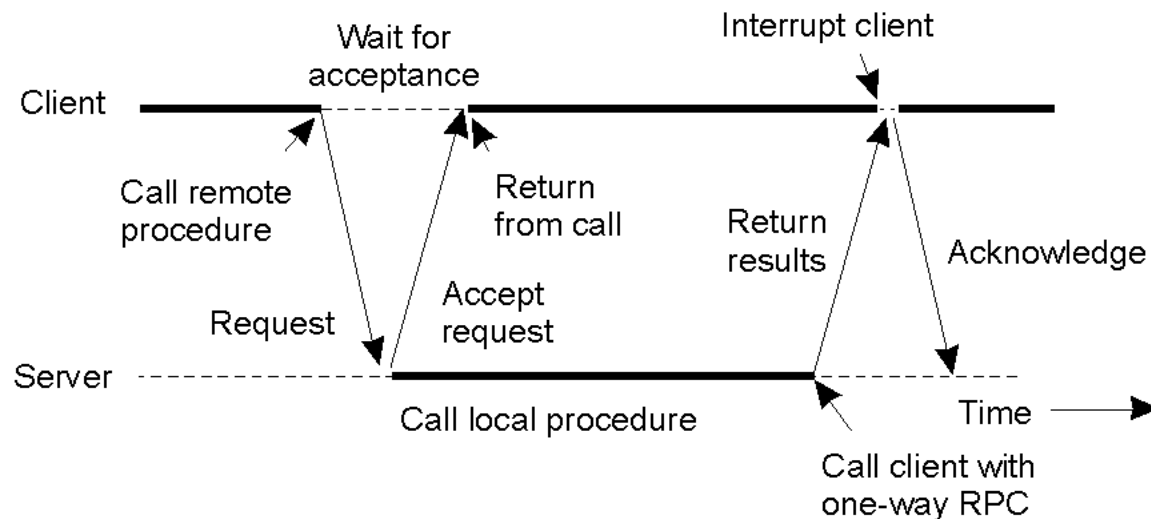 Interrupt client
Wait for
acceptance
Client
Call remote
procedure
Return
from call
Return
results
Acknowledge
Request
Accept
request
Server
Call local procedure
Time
Call client with
one-way RPC